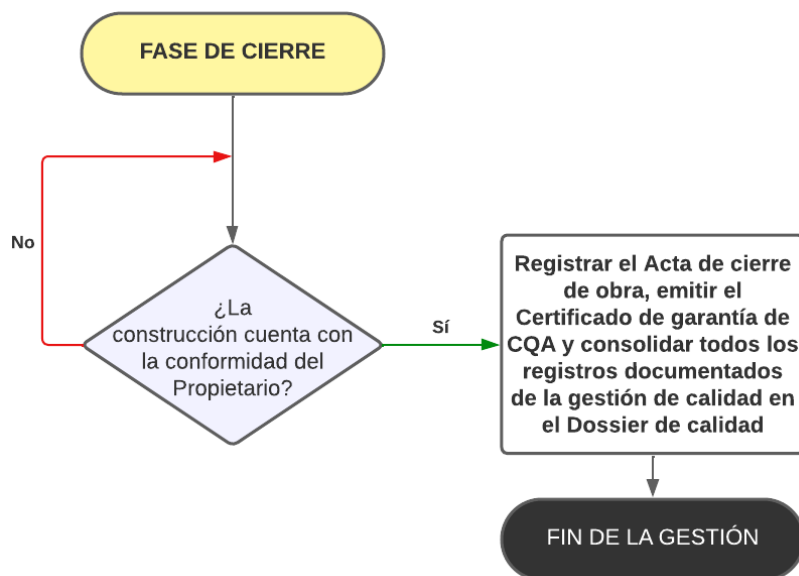 FASE DE CIERRE
No
¿La
construcción cuenta con
la conformidad del
Propietario?
Sí
Registrar el Acta de cierre
de obra, emitir el
Certificado de garantía de
CQA y consolidar todos los
registros documentados
de la gestión de calidad en
el Dossier de calidad
FIN DE LA GESTIÓN